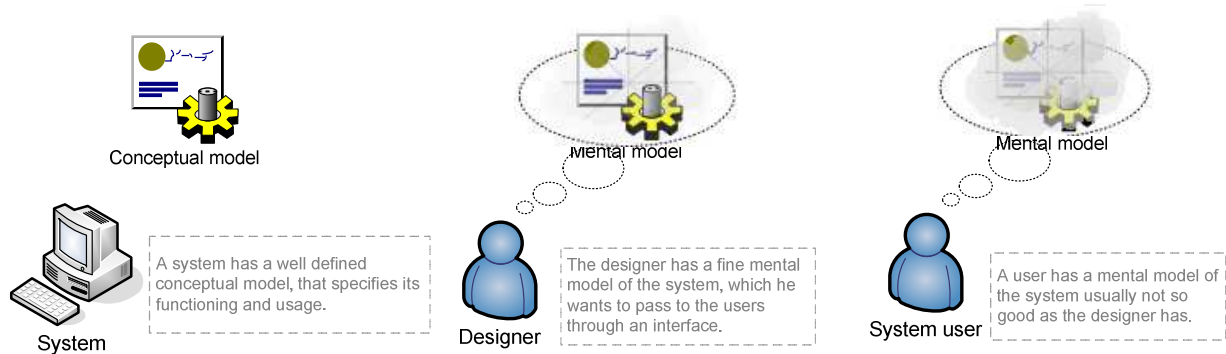 Conceptual model
Mental model
Mental model
A system has a well defined
conceptual model, that specifies its
functioning and usage.
System
The designer has a fine mental
model of the system, which he
wants to pass to the users
through an interface.
Designer
A user has a mental model of
the system usually not so
good as the designer has.
System user